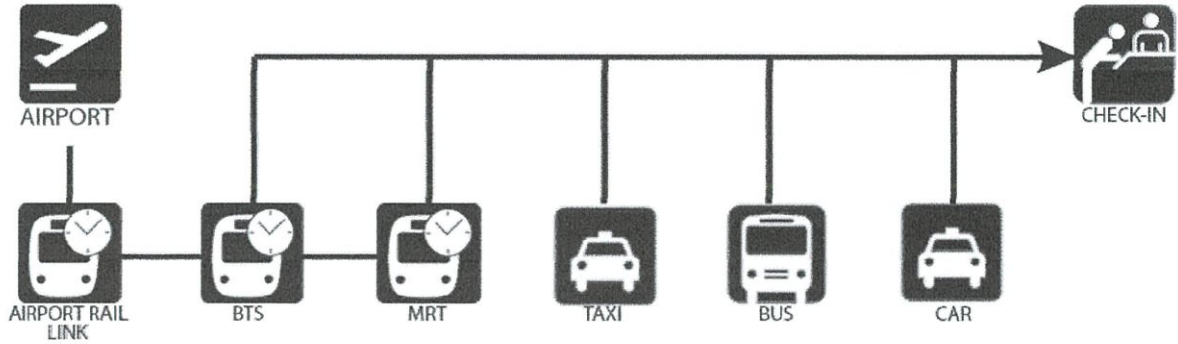 AIRPORT
CHECK-IN
AIRPORT RAIL
LINK
BTS
MRT
TAXI
BUS
CAR